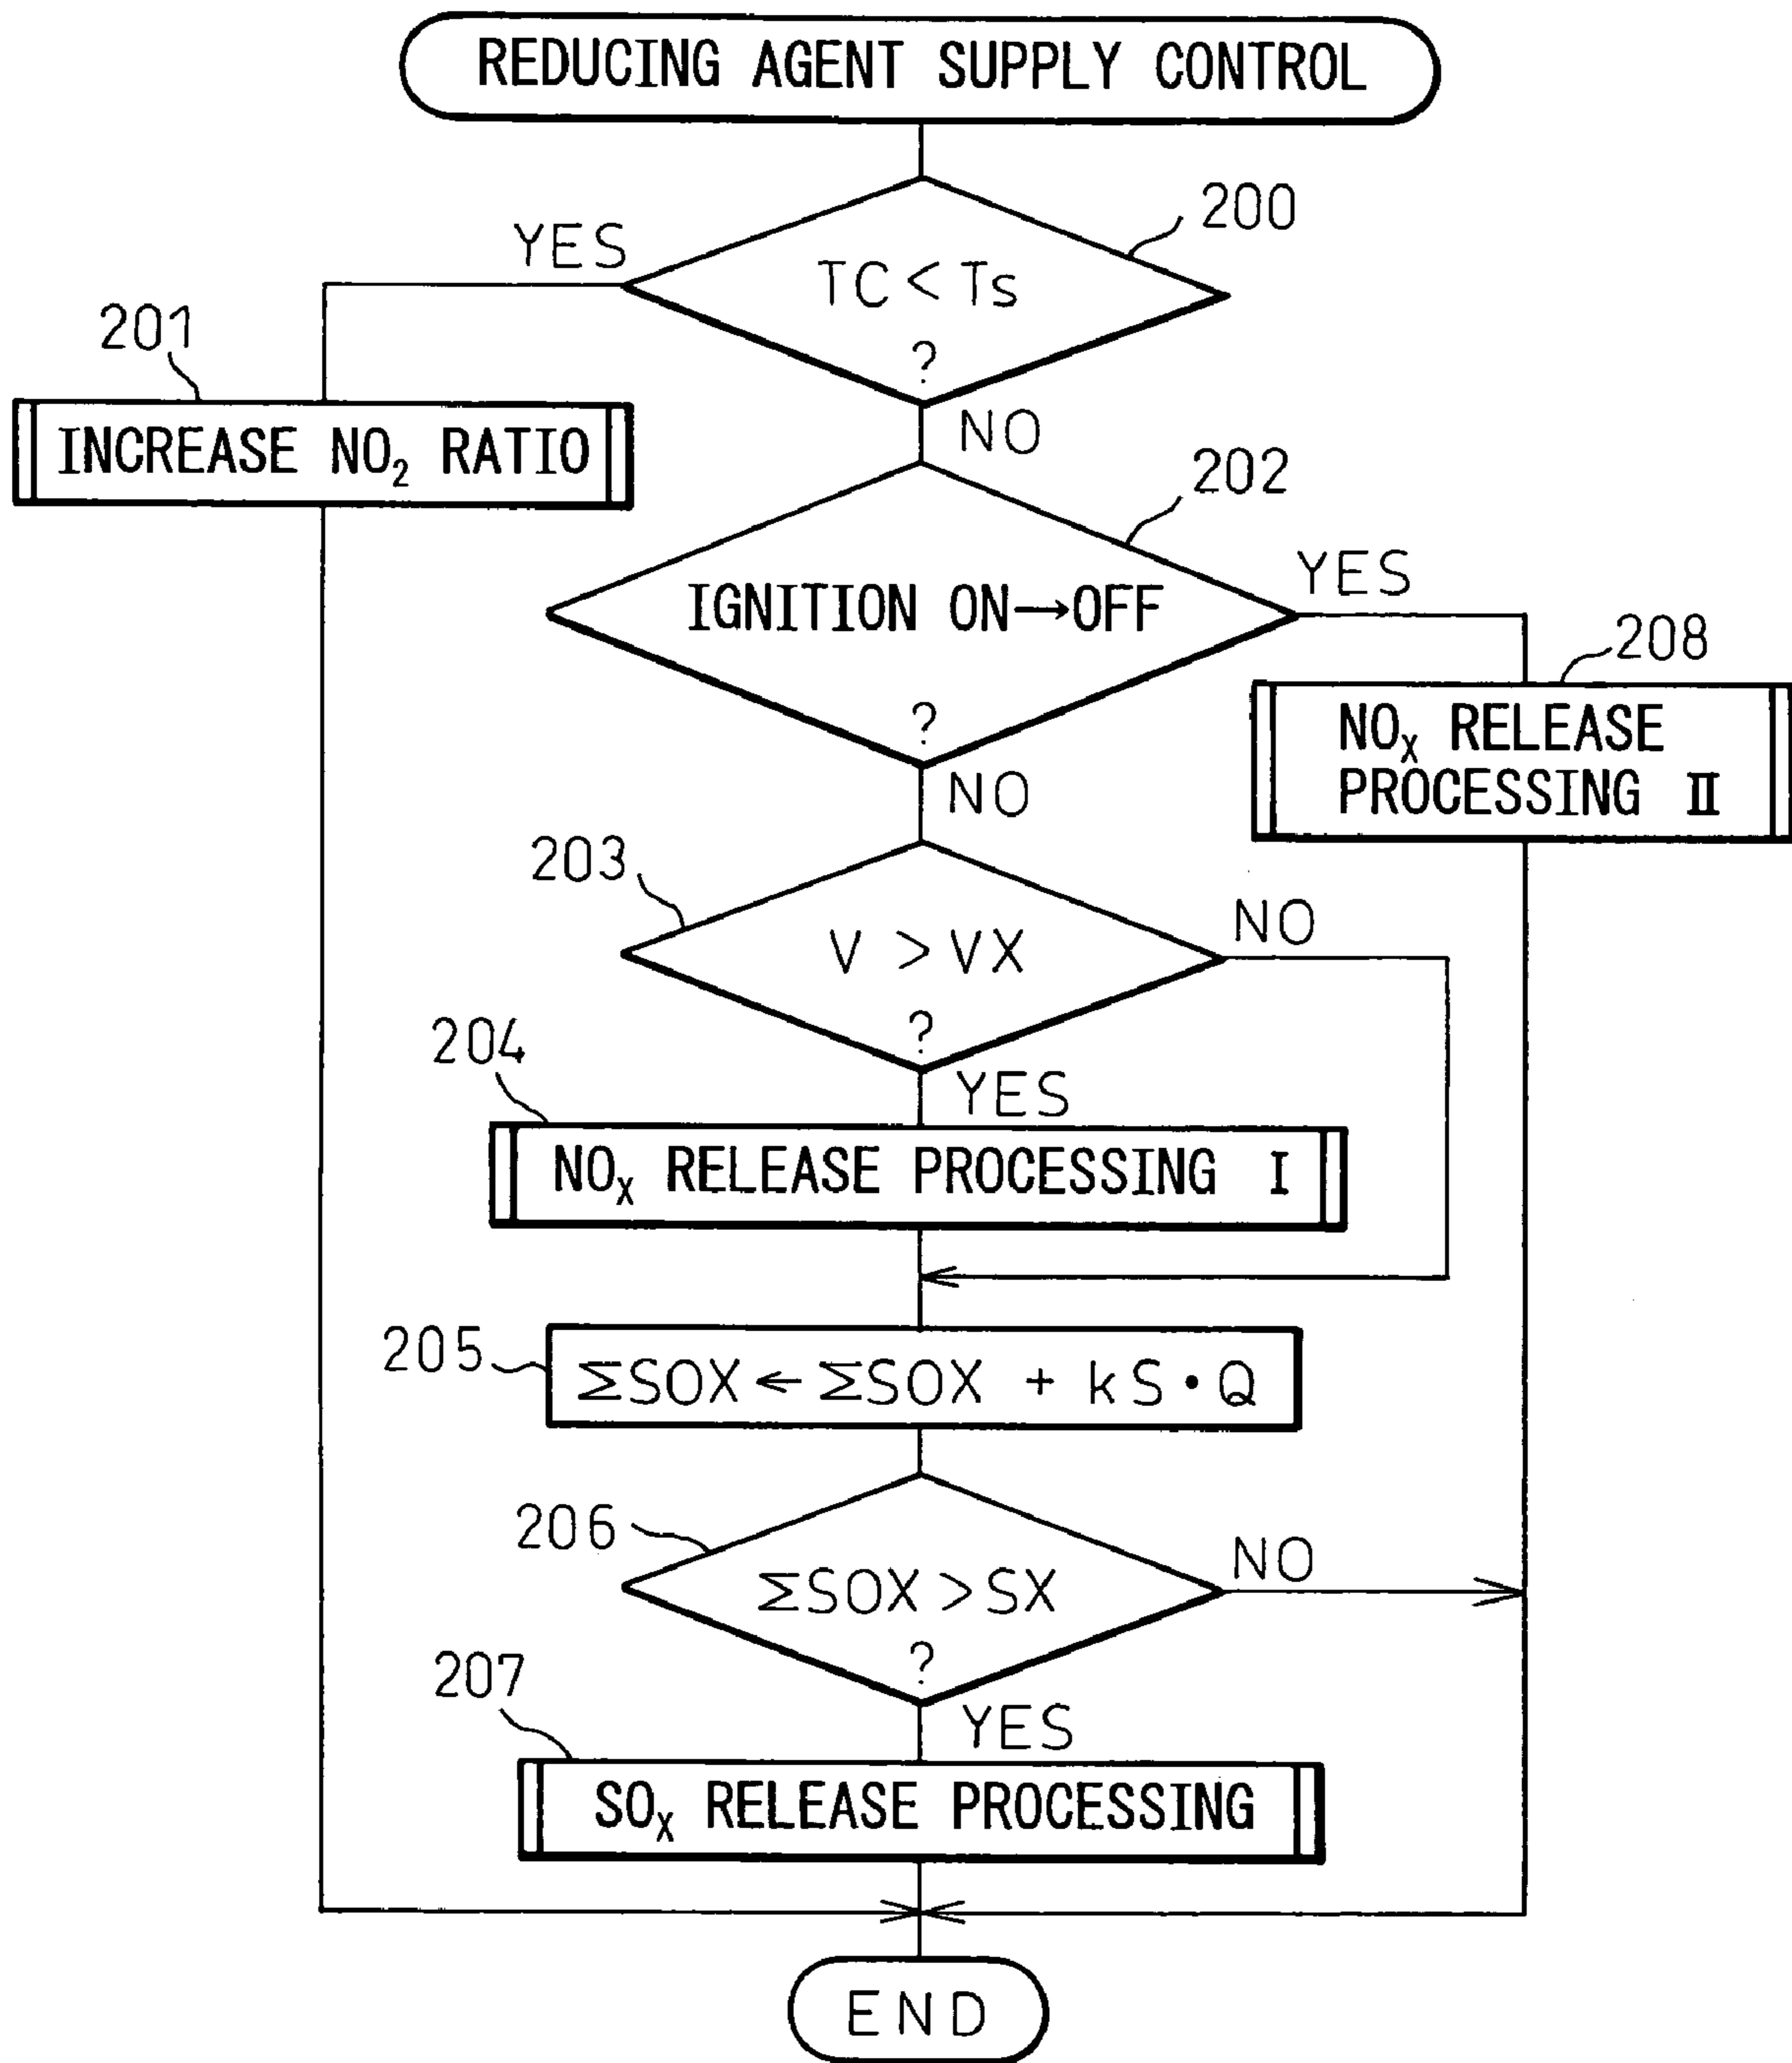 REDUCING AGENT SUPPLY CONTROL
200
YES
TC < Ts
?
201
INCREASE NO₂ RATIO
NO
202
YES
IGNITION ON→OFF
?
208
NOₓ RELEASE
PROCESSING II
NO
203
NO
V > VX
?
204
YES
NOₓ RELEASE PROCESSING I
205
ΣSOX ← ΣSOX + kS・Q
206
NO
ΣSOX > SX
?
207
YES
SOₓ RELEASE PROCESSING
END